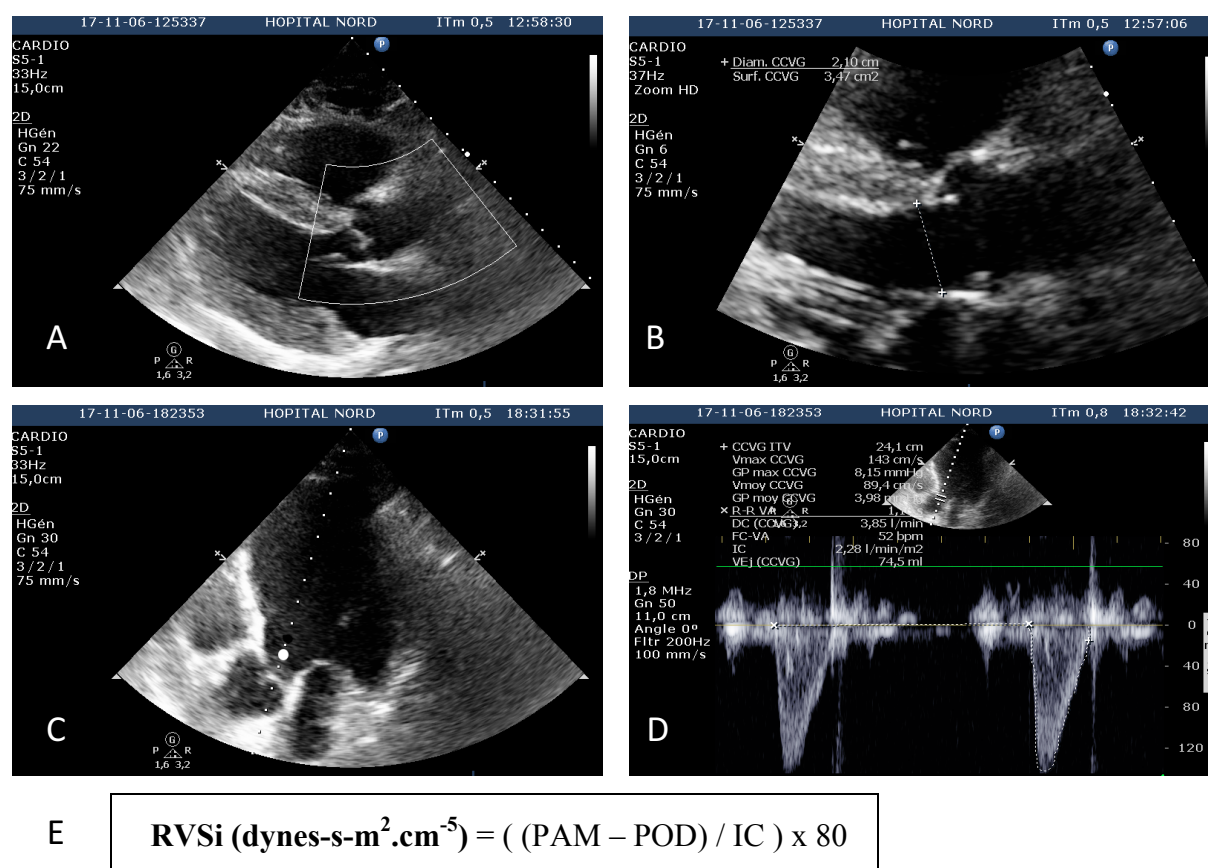 17-11-06-125337 HOPITAL NORD ITm 0,5 12:58:30
CARDIO
S5-1
33Hz
15,0cm
2D
HGén
Gn 22
C 54
3/2/1
75 mm/s
P
A
G
P R
1,6 3,2
17-11-06-125337 HOPITAL NORD ITm 0,5 12:57:06
CARDIO
S5-1
37Hz
Zoom HD
2D
HGén
Gn 6
C 54
3/2/1
75 mm/s
+ Diam. CCVG 2,10 cm
Surf. CCVG 3,47 cm2
P
B
G
P R
1,6 3,2
17-11-06-182353 HOPITAL NORD ITm 0,5 18:31:55
CARDIO
S5-1
33Hz
15,0cm
2D
HGén
Gn 30
C 54
3/2/1
75 mm/s
P
C
G
P R
1,6 3,2
17-11-06-182353 HOPITAL NORD ITm 0,8 18:32:42
CARDIO
S5-1
15,0cm
2D
HGén
Gn 30
C 54
3/2/1
DP
1,8 MHz
Gn 50
11,0 cm
Angle 0°
Fltr 200Hz
100 mm/s
+ CCVG ITV 24,1 cm
Vmax CCVG 143 cm/s
GP max CCVG 8,15 mmHg
Vmoy CCVG 89,4 cm/s
GP moy CCVG 3,98
× R-R VA
DC (CCVG) 3,85 l/min
FC-VA 52 bpm
IC 2,28 l/min/m2
VEj (CCVG) 74,5 ml
P
80
40
0
40
80
120
D
E
RVSi (dynes-s-m².cm⁻⁵) = ( (PAM – POD) / IC ) x 80